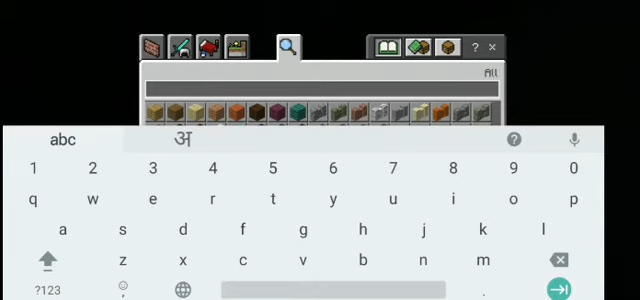 ? ×
All
abc अ ?
1 2 3 4 5 6 7 8 9 0
q w e r t y u i o p
a s d f g h j k l
z x c v b n m
?123 , .